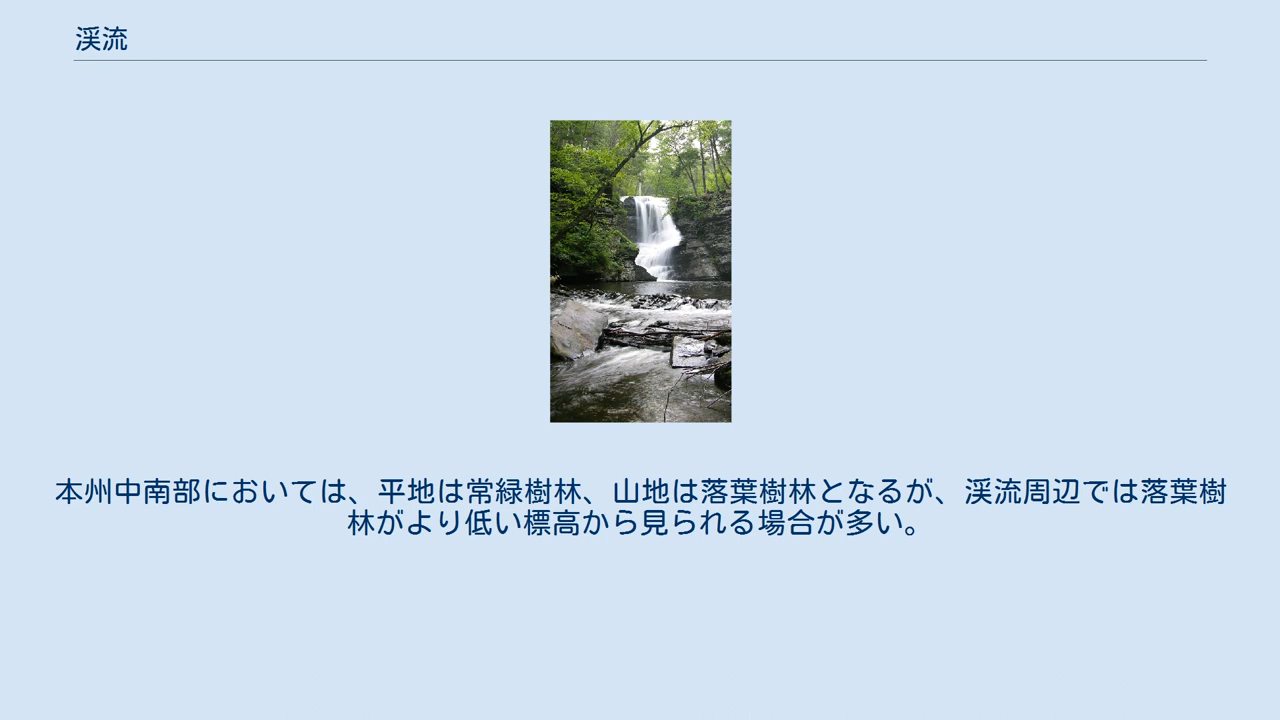 渓流
本州中南部においては、平地は常緑樹林、山地は落葉樹林となるが、渓流周辺では落葉樹
林がより低い標高から見られる場合が多い。